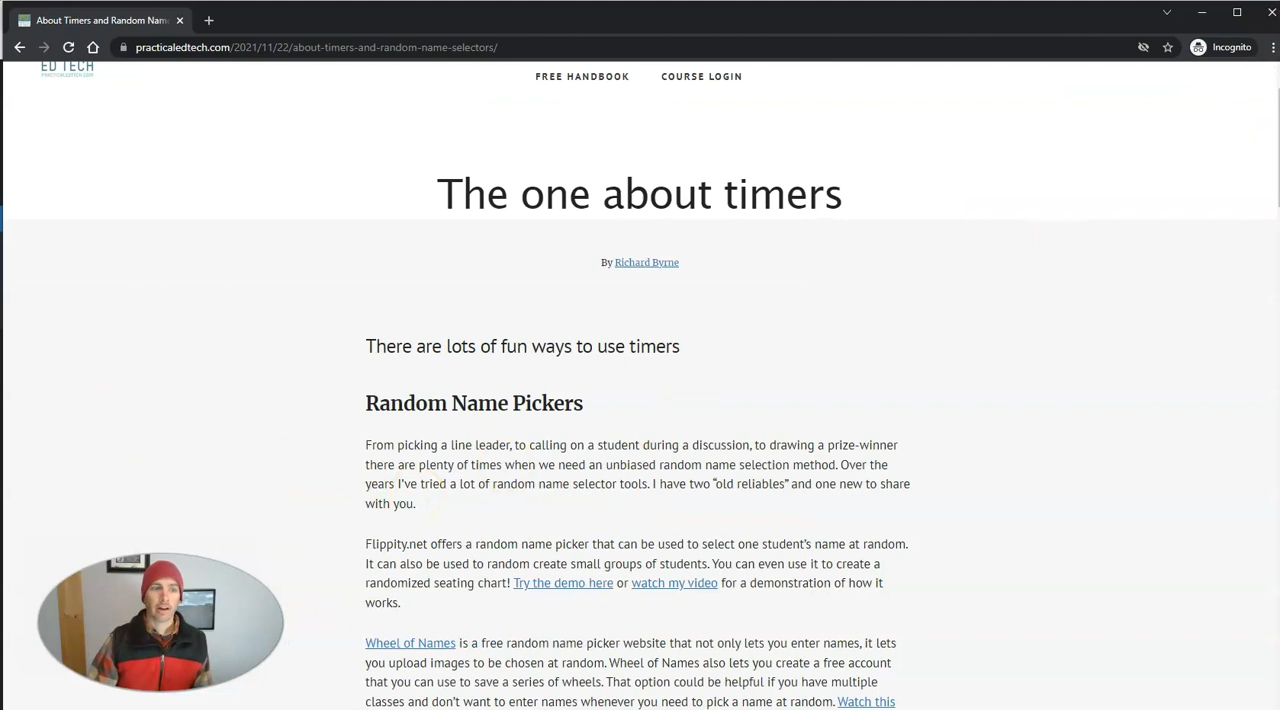 About Timers and Random Name
practicaledtech.com/2021/11/22/about-timers-and-random-name-selectors/
Incognito
ED TECH
PRACTICALEDTECH.COM
FREE HANDBOOK
COURSE LOGIN
The one about timers
By Richard Byrne
There are lots of fun ways to use timers
Random Name Pickers
From picking a line leader, to calling on a student during a discussion, to drawing a prize-winner
there are plenty of times when we need an unbiased random name selection method. Over the
years I’ve tried a lot of random name selector tools. I have two “old reliables” and one new to share
with you.
Flippity.net offers a random name picker that can be used to select one student’s name at random.
It can also be used to random create small groups of students. You can even use it to create a
randomized seating chart! Try the demo here or watch my video for a demonstration of how it
works.
Wheel of Names is a free random name picker website that not only lets you enter names, it lets
you upload images to be chosen at random. Wheel of Names also lets you create a free account
that you can use to save a series of wheels. That option could be helpful if you have multiple
classes and don’t want to enter names whenever you need to pick a name at random. Watch this